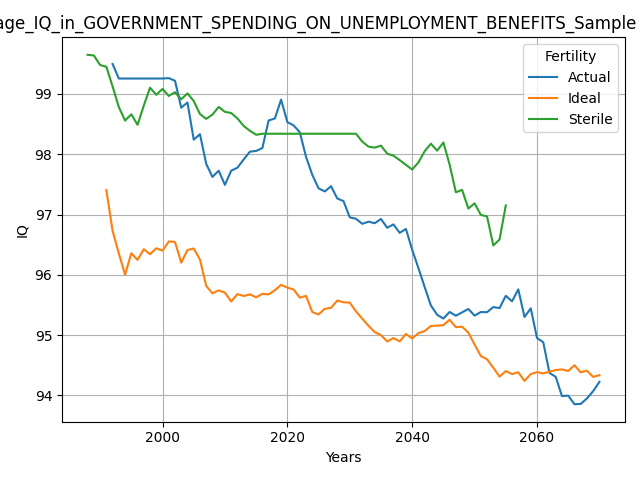 age_IQ_in_GOVERNMENT_SPENDING_ON_UNEMPLOYMENT_BENEFITS_Sample
Fertility
Actual
Ideal
Sterile
IQ
99
98
97
96
95
94
2000
2020
2040
2060
Years